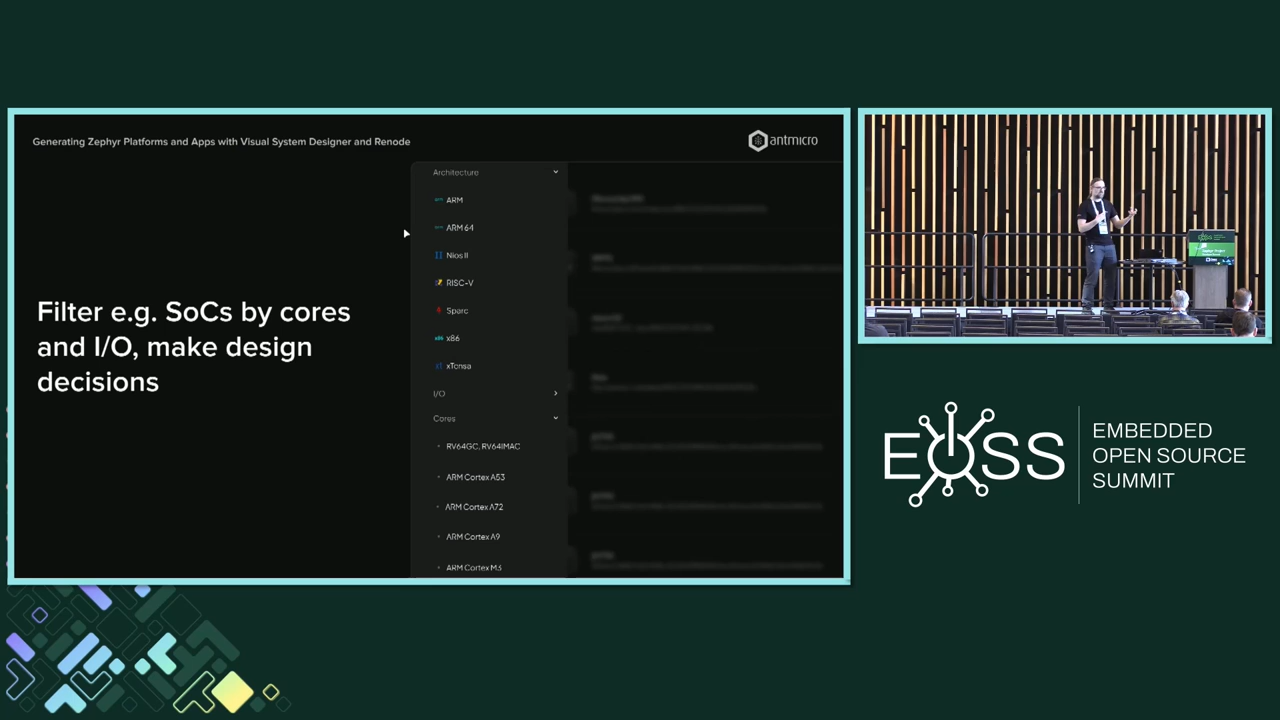 Generating Zephyr Platforms and Apps with Visual System Designer and Renode
antmicro
Filter e.g. SoCs by cores
and I/O, make design
decisions
Architecture
ARM
ARM 64
Nios II
RISC-V
Sparc
x86
xTensa
I/O
Cores
RV64GC, RV64IMAC
ARM Cortex A53
ARM Cortex A72
ARM Cortex A9
ARM Cortex M3
EOSS
EMBEDDED
OPEN SOURCE
SUMMIT